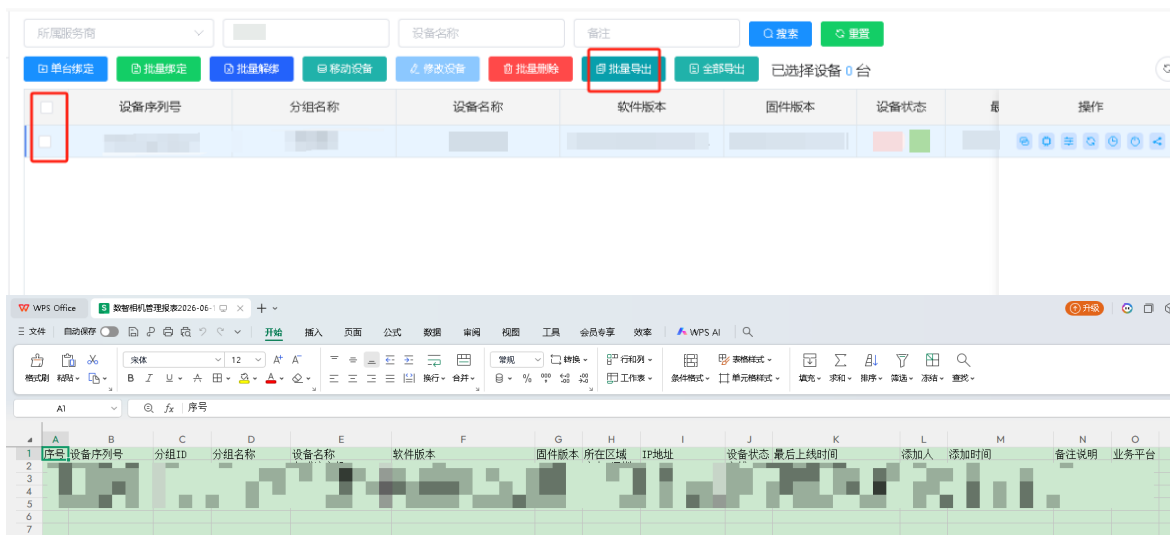 所属服务商 设备名称 备注 搜索 重置
单台绑定 批量绑定 批量解绑 移动设备 修改设备 批量删除 批量导出 全部导出 已选择设备 0 台
设备序列号 分组名称 设备名称 软件版本 固件版本 设备状态 操作
WPS Office S 数智相机管理报表2026-06-1 升级
文件 自动保存 开始 插入 页面 公式 数据 审阅 视图 工具 会员专享 效率 WPS AI
宋体 12 A+ A- 常规 转换 行和列 表格样式
格式刷 粘贴 B I U A 换行 合并 % 工作表 条件格式 单元格样式 填充 求和 排序 筛选 冻结 查找
A1 fx 序号
A B C D E F G H I J K L M N O
1 序号 设备序列号 分组ID 分组名称 设备名称 软件版本 固件版本 所在区域 IP地址 设备状态 最后上线时间 添加人 添加时间 备注说明 业务平台
2
3
4
5
6
7